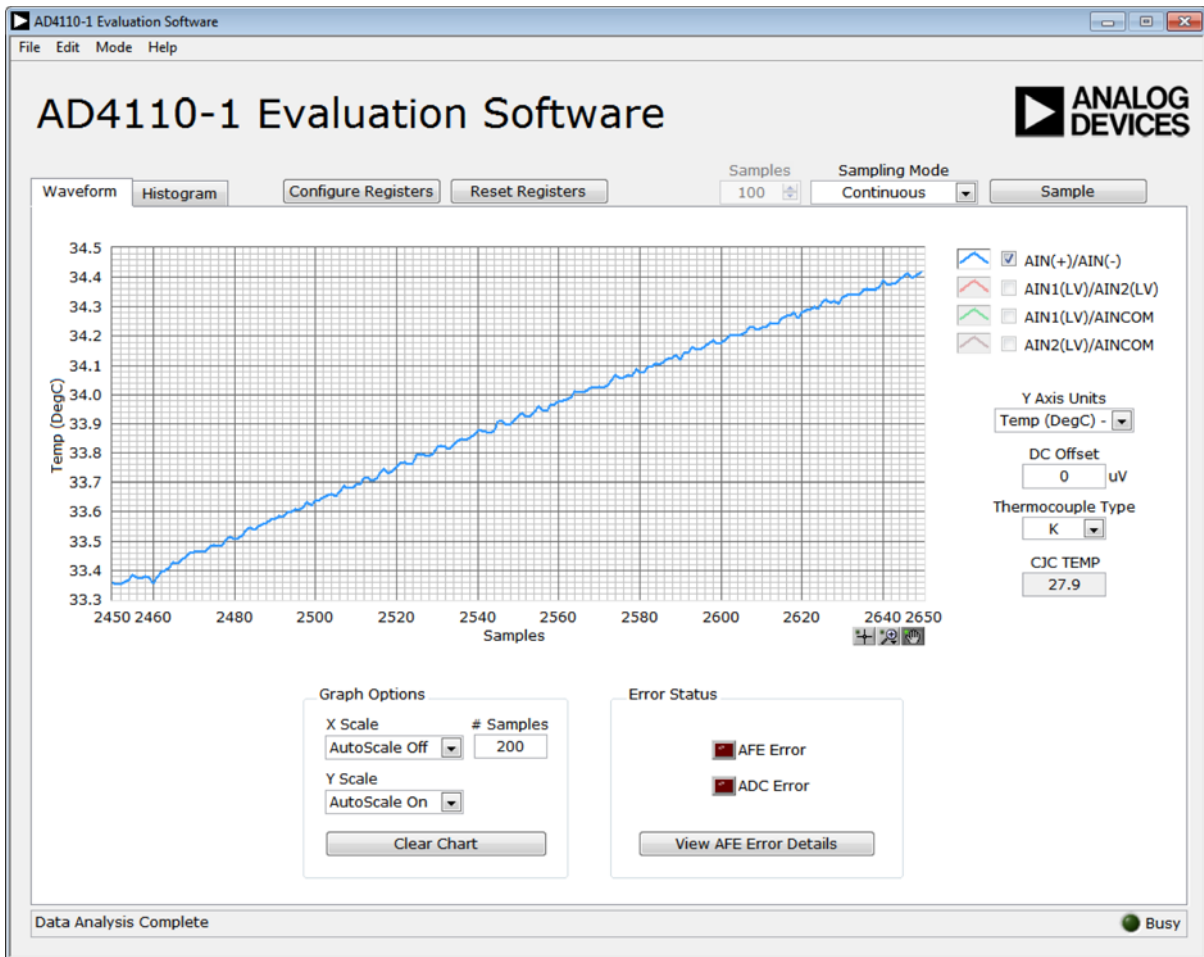 AD4110-1 Evaluation Software
File Edit Mode Help
AD4110-1 Evaluation Software
ANALOG
DEVICES
Waveform
Histogram
Configure Registers
Reset Registers
Samples
100
Sampling Mode
Continuous
Sample
34.5
34.4
34.3
34.2
34.1
34.0
33.9
33.8
33.7
33.6
33.5
33.4
33.3
Temp (DegC)
2450 2460 2480 2500 2520 2540 2560 2580 2600 2620 2640 2650
Samples
AIN(+)/AIN(-)
AIN1(LV)/AIN2(LV)
AIN1(LV)/AINCOM
AIN2(LV)/AINCOM
Y Axis Units
Temp (DegC) -
DC Offset
0 uV
Thermocouple Type
K
CJC TEMP
27.9
Graph Options
X Scale
AutoScale Off
# Samples
200
Y Scale
AutoScale On
Clear Chart
Error Status
AFE Error
ADC Error
View AFE Error Details
Data Analysis Complete
Busy